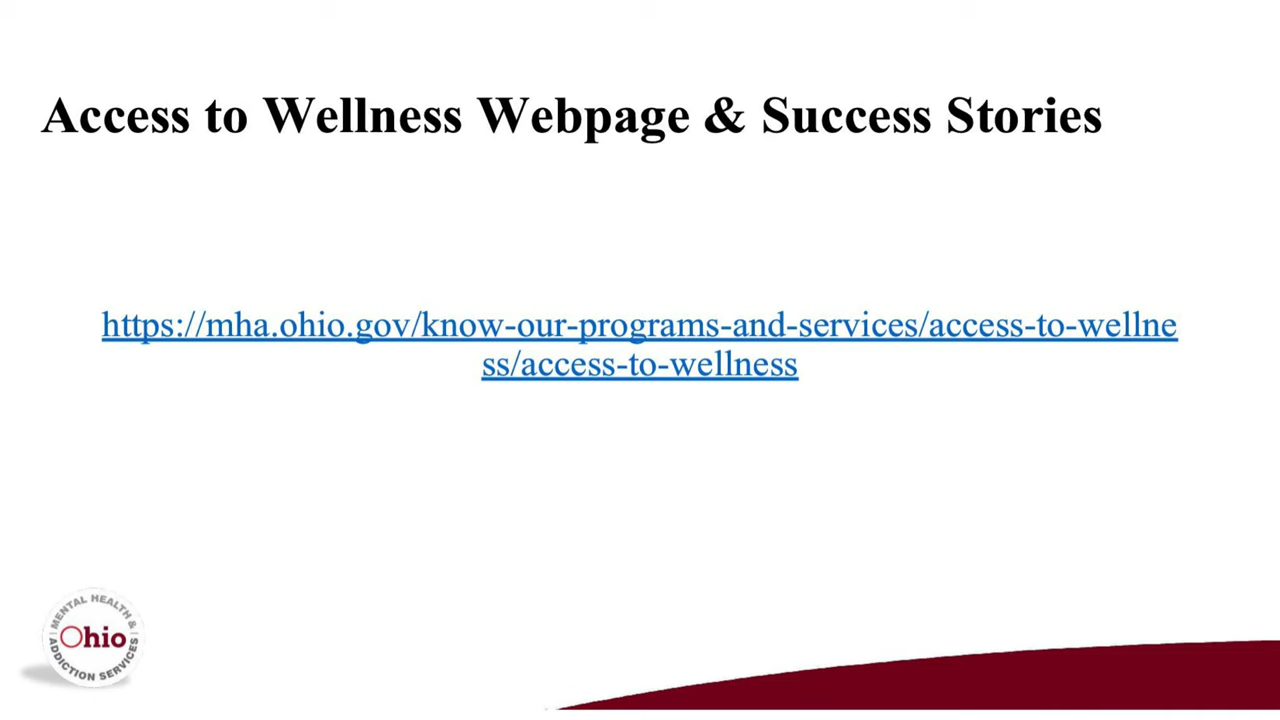 Access to Wellness Webpage & Success Stories
https://mha.ohio.gov/know-our-programs-and-services/access-to-wellne
ss/access-to-wellness
MENTAL HEALTH &
Ohio
ADDICTION SERVICES